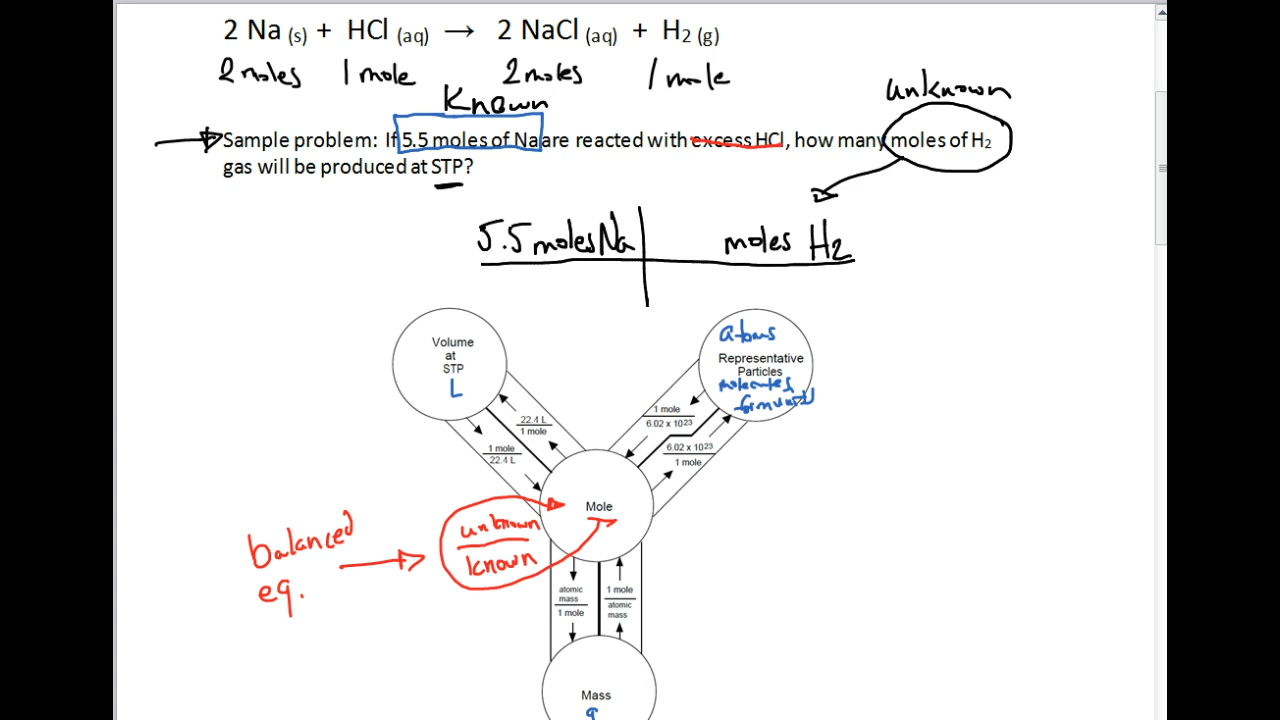 2 Na (s) + HCl (aq) → 2 NaCl (aq) + H₂ (g)
2 moles 1 mole 2 moles 1 mole
Known
unknown
Sample problem: If 5.5 moles of Na are reacted with excess HCl, how many moles of H₂
gas will be produced at STP?
5.5 moles Na moles H2
Volume
at
STP
L
atoms
Representative
Particles
molecules
22.4 L
1 mole
1 mole
22.4 L
1 mole
6.02 x 10²³
6.02 x 10²³
1 mole
Mole
balanced
eq.
unknown
known
atomic
mass
1 mole
1 mole
atomic
mass
Mass
g